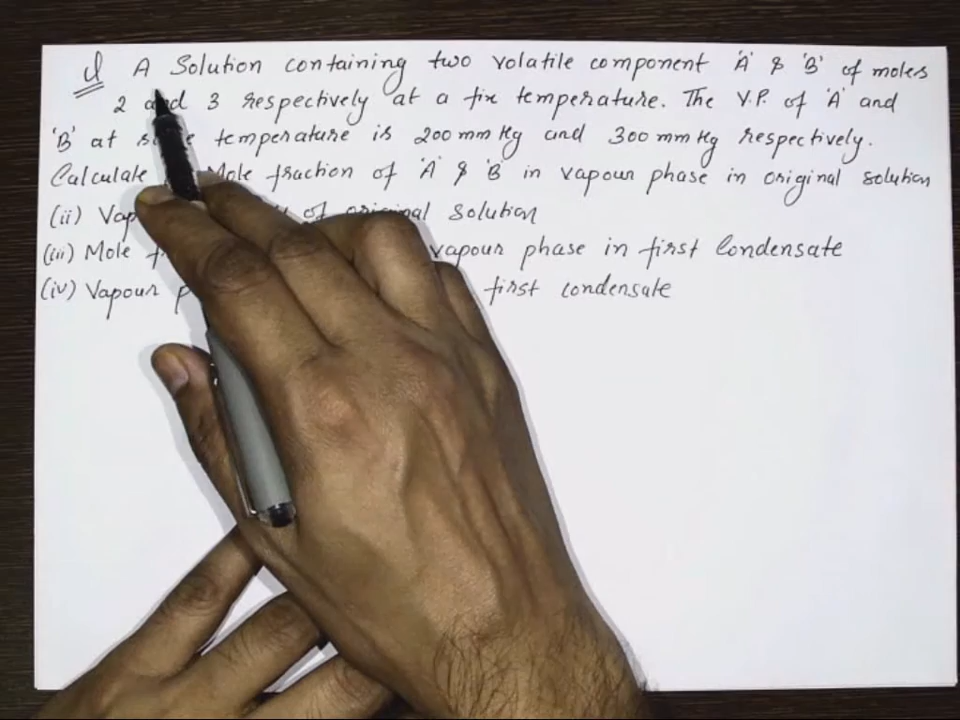 Q A Solution containing two volatile component 'A' & 'B' of moles
2 and 3 respectively at a fix temperature. The V.P. of 'A' and
'B' at temperature is 200 mm Hg and 300 mm Hg respectively.
Calculate Mole fraction of 'A' & 'B' in vapour phase in original solution
(ii) of original solution
(iii) Mole vapour phase in first Condensate
(iv) Vapour first condensate